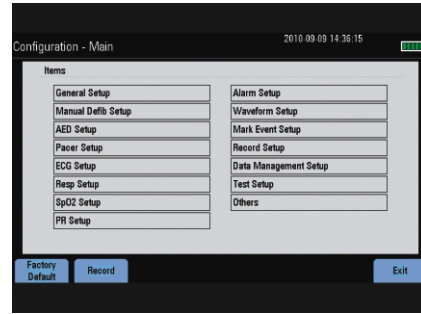 Configuration - Main
2010-09-09 14:36:15
Items
General Setup
Manual Defib Setup
AED Setup
Pacer Setup
ECG Setup
Resp Setup
SpO2 Setup
PR Setup
Alarm Setup
Waveform Setup
Mark Event Setup
Record Setup
Data Management Setup
Test Setup
Others
Factory
Default
Record
Exit